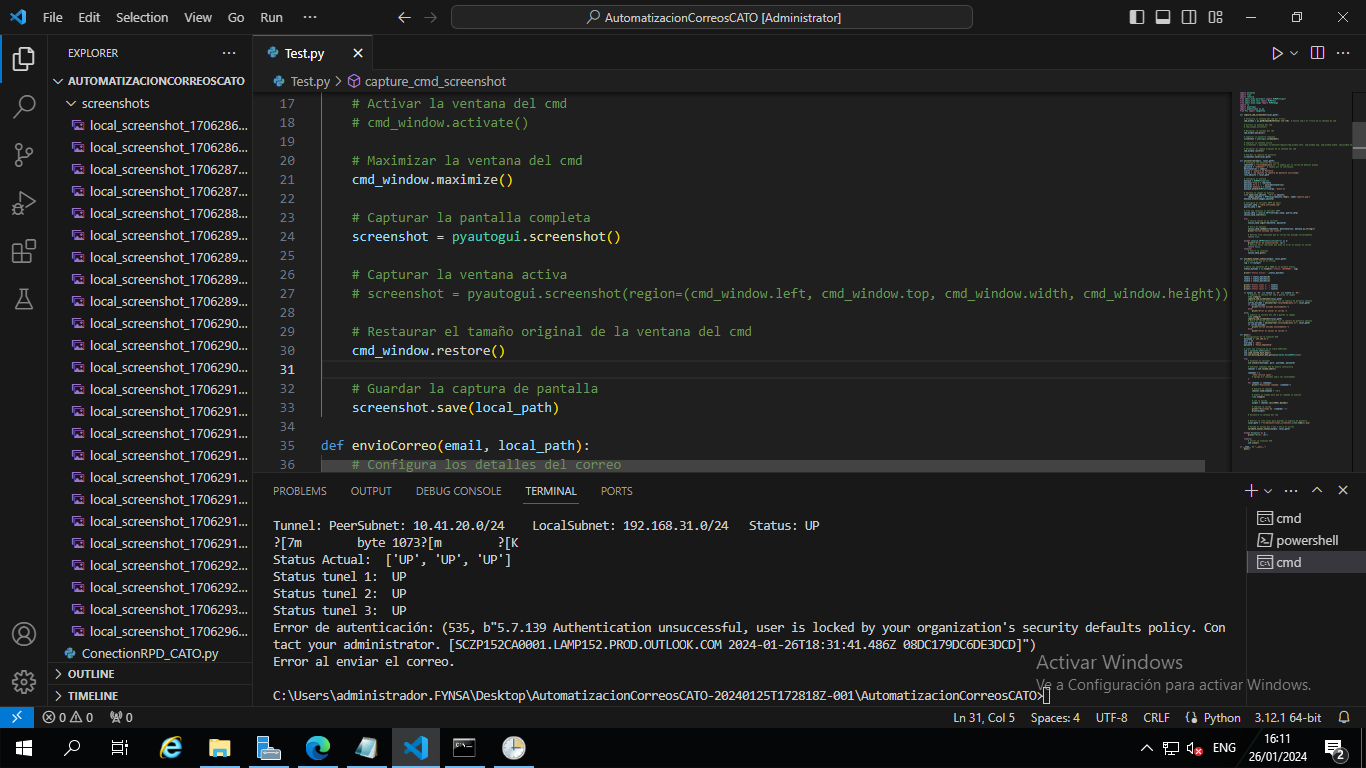 File Edit Selection View Go Run ···
AutomatizacionCorreosCATO [Administrator]
EXPLORER
AUTOMATIZACIONCORREOSCATO
screenshots
local_screenshot_1706286...
local_screenshot_1706286...
local_screenshot_1706287...
local_screenshot_1706287...
local_screenshot_1706288...
local_screenshot_1706289...
local_screenshot_1706289...
local_screenshot_1706289...
local_screenshot_1706289...
local_screenshot_1706290...
local_screenshot_1706290...
local_screenshot_1706290...
local_screenshot_1706291...
local_screenshot_1706291...
local_screenshot_1706291...
local_screenshot_1706291...
local_screenshot_1706291...
local_screenshot_1706291...
local_screenshot_1706291...
local_screenshot_1706291...
local_screenshot_1706292...
local_screenshot_1706292...
local_screenshot_1706293...
local_screenshot_1706296...
ConectionRPD_CATO.py
OUTLINE
TIMELINE
Test.py
Test.py > capture_cmd_screenshot
17 # Activar la ventana del cmd
18 # cmd_window.activate()
19
20 # Maximizar la ventana del cmd
21 cmd_window.maximize()
22
23 # Capturar la pantalla completa
24 screenshot = pyautogui.screenshot()
25
26 # Capturar la ventana activa
27 # screenshot = pyautogui.screenshot(region=(cmd_window.left, cmd_window.top, cmd_window.width, cmd_window.height))
28
29 # Restaurar el tamaño original de la ventana del cmd
30 cmd_window.restore()
31
32 # Guardar la captura de pantalla
33 screenshot.save(local_path)
34
35 def envioCorreo(email, local_path):
36 # Configura los detalles del correo
PROBLEMS OUTPUT DEBUG CONSOLE TERMINAL PORTS
Tunnel: PeerSubnet: 10.41.20.0/24 LocalSubnet: 192.168.31.0/24 Status: UP
?[7m byte 1073?[m ?[K
Status Actual: ['UP', 'UP', 'UP']
Status tunel 1: UP
Status tunel 2: UP
Status tunel 3: UP
Error de autenticación: (535, b"5.7.139 Authentication unsuccessful, user is locked by your organization's security defaults policy. Con
tact your administrator. [SCZP152CA0001.LAMP152.PROD.OUTLOOK.COM 2024-01-26T18:31:41.486Z 08DC179DC6DE3DCD]")
Error al enviar el correo.
C:\Users\administrador.FYNSA\Desktop\AutomatizacionCorreosCATO-20240125T172818Z-001\AutomatizacionCorreosCATO>
cmd
powershell
cmd
Activar Windows
Ve a Configuración para activar Windows.
0 0 0
Ln 31, Col 5 Spaces: 4 UTF-8 CRLF Python 3.12.1 64-bit
ENG
16:11
26/01/2024
2